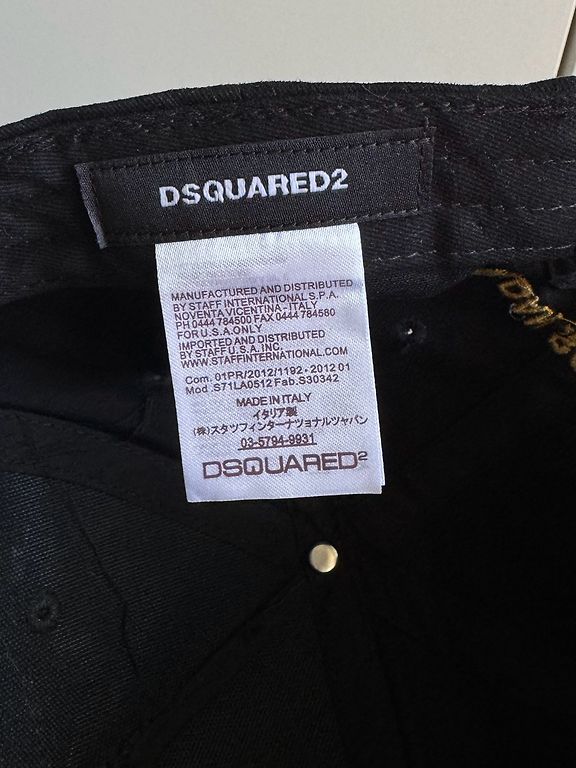 DSQUARED2
MANUFACTURED AND DISTRIBUTED
BY STAFF INTERNATIONAL S.P.A.
NOVENTA VICENTINA - ITALY
PH 0444 784500 FAX 0444 784580
FOR U.S.A. ONLY
IMPORTED AND DISTRIBUTED
BY STAFF U.S.A. INC.
WWW.STAFFINTERNATIONAL.COM
Com. 01PR/2012/1192 - 2012 01
Mod .S71LA0512 Fab.S30342
MADE IN ITALY
イタリア製
(株)スタッフインターナショナルジャパン
03-5794-9931
DSQUARED2